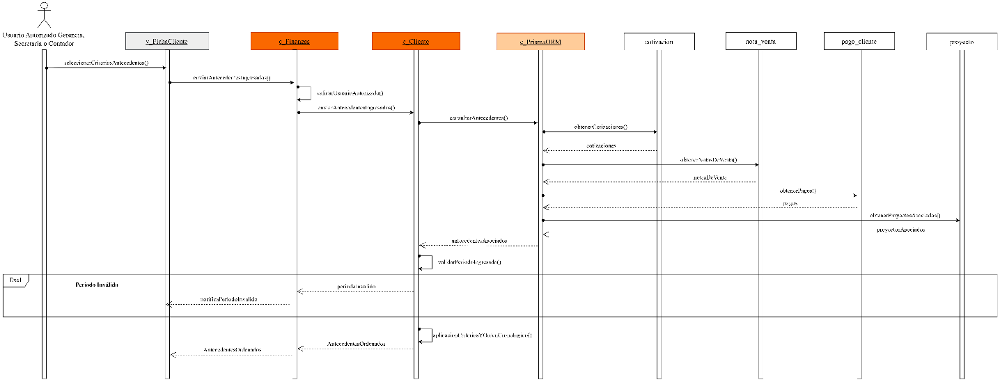 Usuario Autorizado Gerencia,
Secretaria o Contador
v_FichaCliente
c_Finanzas
c_Cliente
c_PrismaORM
cotizacion
nota_venta
pago_cliente
proyecto
seleccionarCriteriosAntecedentes()
enviarAntecedentesIngresados()
validarUsuarioAutorizado()
enviarAntecedentesIngresados()
consultarAntecedentes()
obtenerCotizaciones()
cotizaciones
obtenerNotasDeVenta()
notasDeVenta
obtenerPagos()
pagos
obtenerProyectosAsociados()
proyectosAsociados
antecedentesAsociados
validarPeriodoIngresado()
Exc1
Periodo Inválido
periodoInvalido
notificaPeriodoInvalido
aplicacionCriteriosYOrdenCronologico()
AntecedentesOrdenados
AntecedentesOrdenados